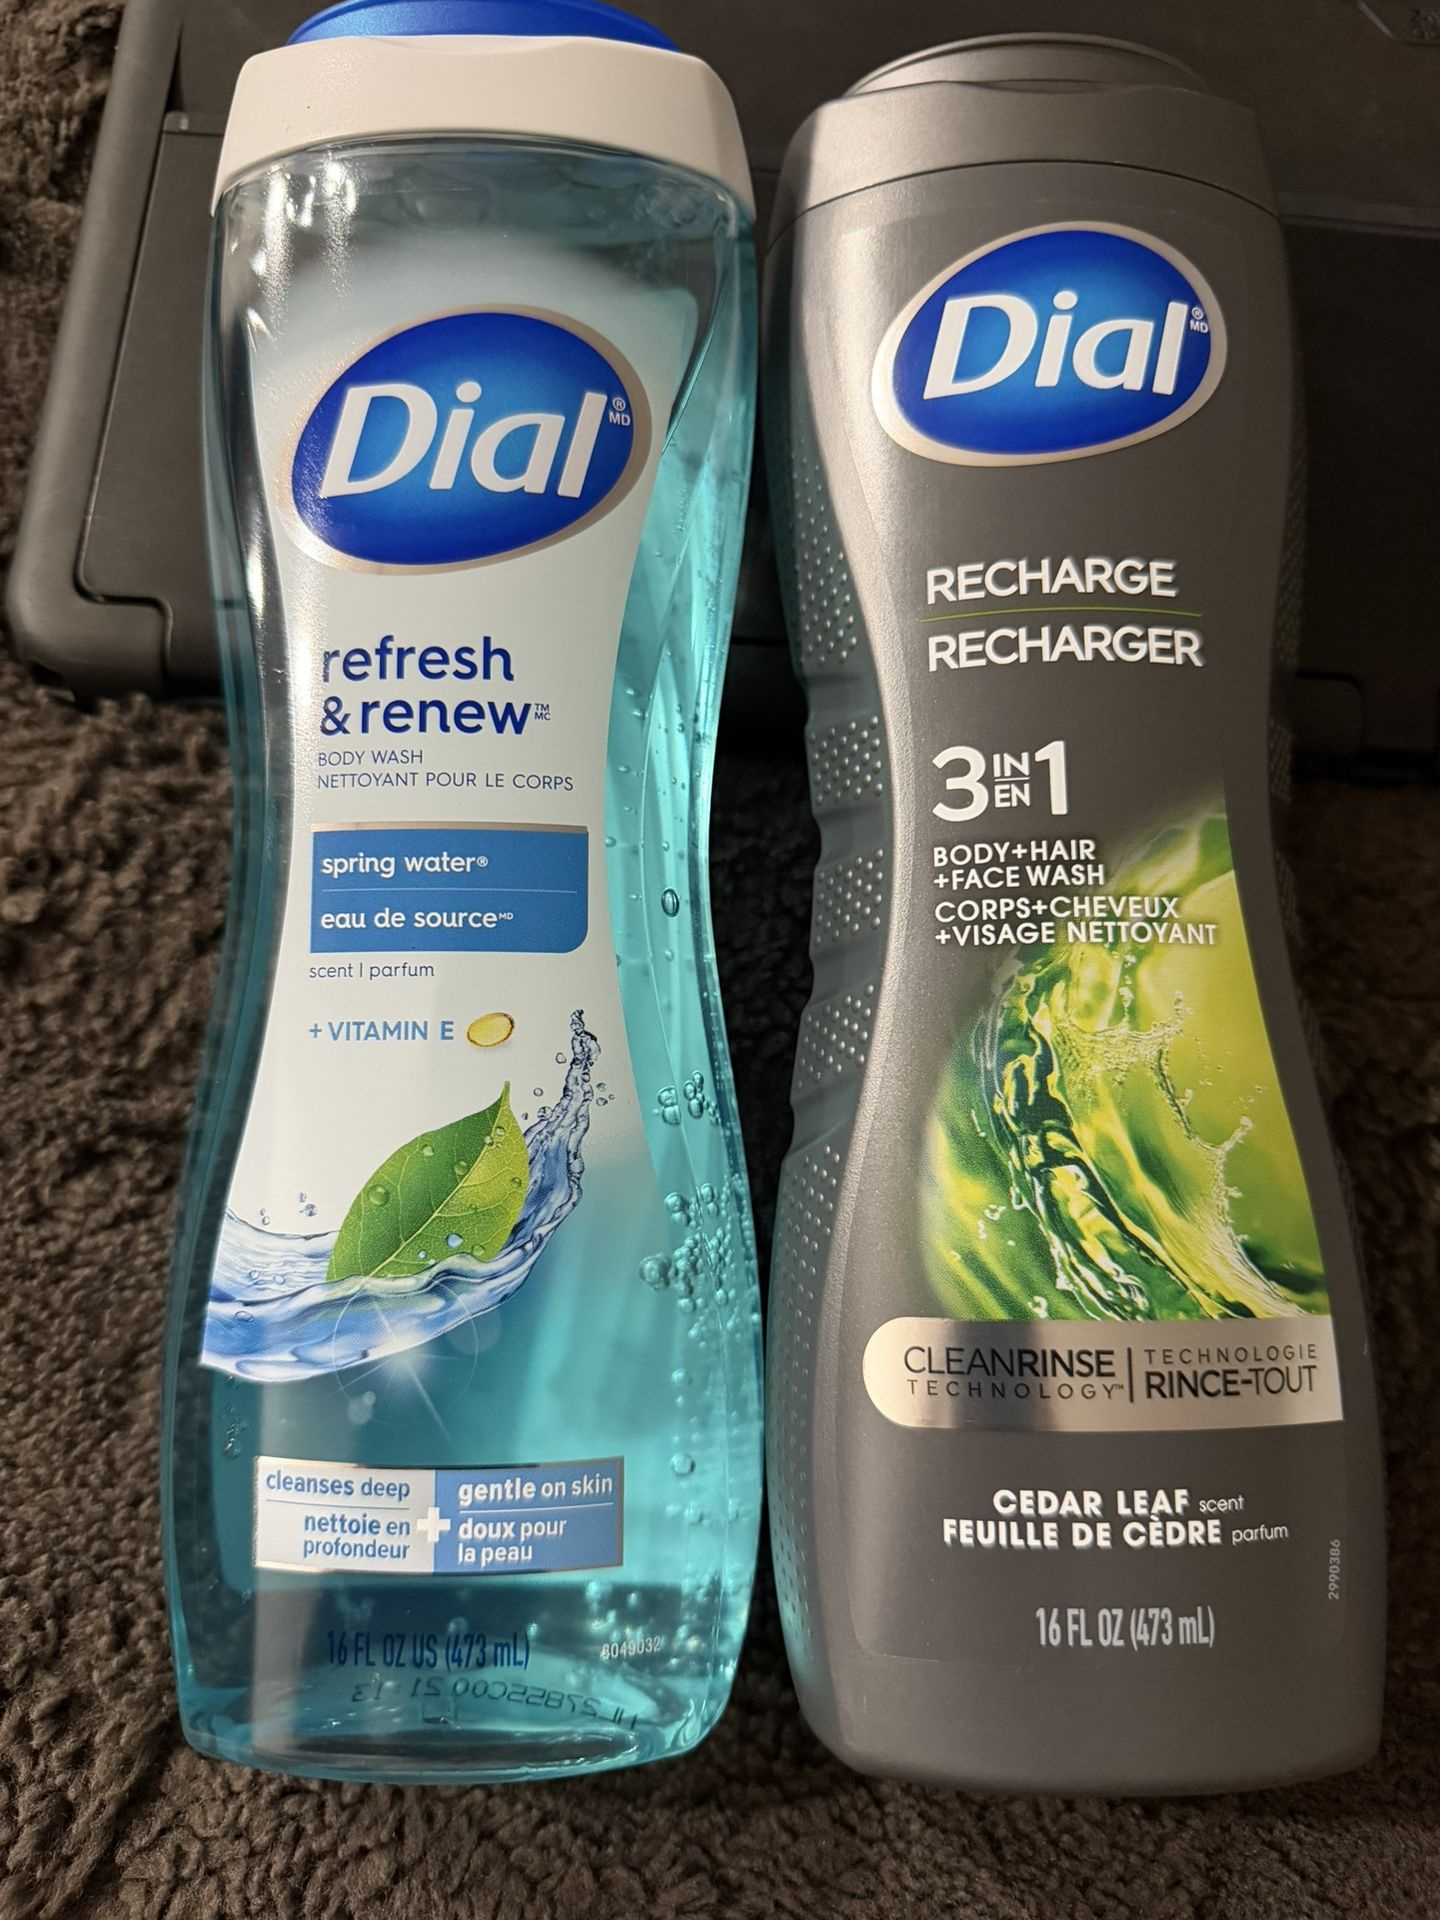 Dial® MD
refresh
& renew™ MC
BODY WASH
NETTOYANT POUR LE CORPS
spring water®
eau de source MD
scent | parfum
+ VITAMIN E
cleanses deep
nettoie en
profondeur
+
gentle on skin
doux pour
la peau
16 FL OZ US (473 mL)
8049032
Dial® MD
RECHARGE
RECHARGER
3 IN EN 1
BODY+HAIR
+FACE WASH
CORPS+CHEVEUX
+VISAGE NETTOYANT
CLEANRINSE
TECHNOLOGY™
TECHNOLOGIE
RINCE-TOUT
CEDAR LEAF scent
FEUILLE DE CÈDRE parfum
2990386
16 FL OZ (473 mL)